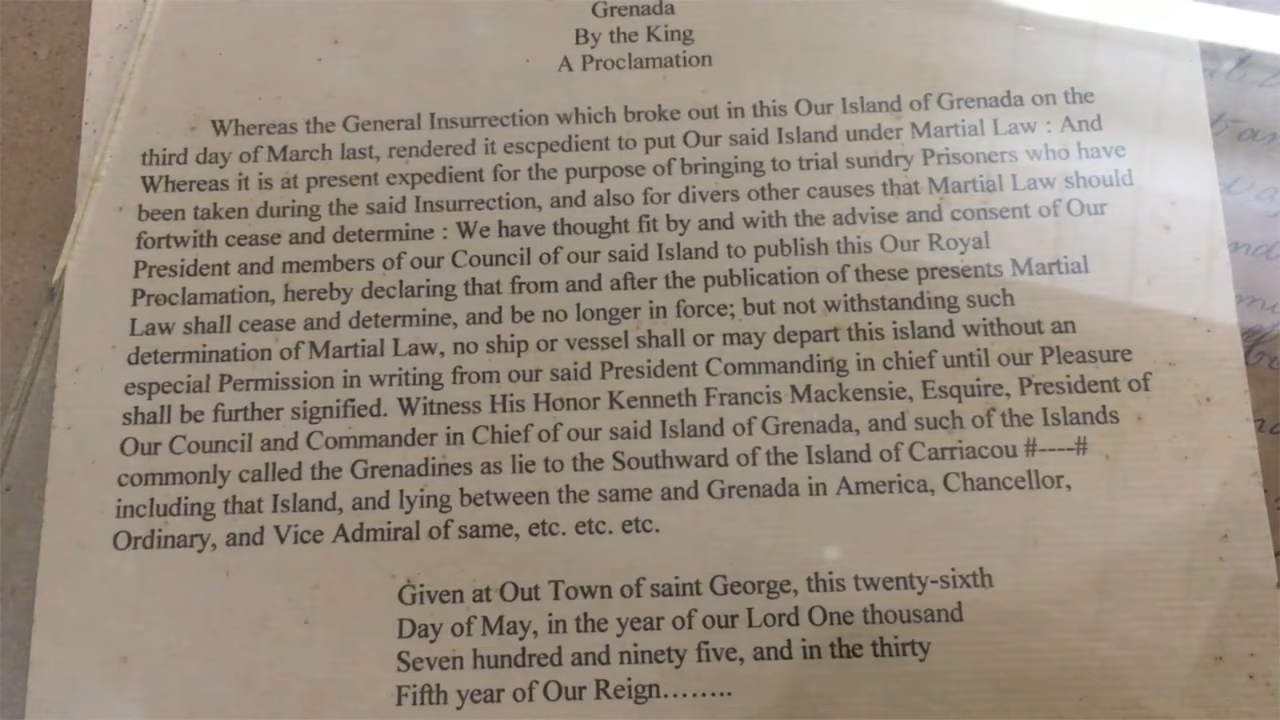 Grenada
By the King
A Proclamation
Whereas the General Insurrection which broke out in this Our Island of Grenada on the
third day of March last, rendered it escpedient to put Our said Island under Martial Law : And
Whereas it is at present expedient for the purpose of bringing to trial sundry Prisoners who have
been taken during the said Insurrection, and also for divers other causes that Martial Law should
fortwith cease and determine : We have thought fit by and with the advise and consent of Our
President and members of our Council of our said Island to publish this Our Royal
Proclamation, hereby declaring that from and after the publication of these presents Martial
Law shall cease and determine, and be no longer in force; but not withstanding such
determination of Martial Law, no ship or vessel shall or may depart this island without an
especial Permission in writing from our said President Commanding in chief until our Pleasure
shall be further signified. Witness His Honor Kenneth Francis Mackensie, Esquire, President of
Our Council and Commander in Chief of our said Island of Grenada, and such of the Islands
commonly called the Grenadines as lie to the Southward of the Island of Carriacou #----#
including that Island, and lying between the same and Grenada in America, Chancellor,
Ordinary, and Vice Admiral of same, etc. etc. etc.
Given at Out Town of saint George, this twenty-sixth
Day of May, in the year of our Lord One thousand
Seven hundred and ninety five, and in the thirty
Fifth year of Our Reign........